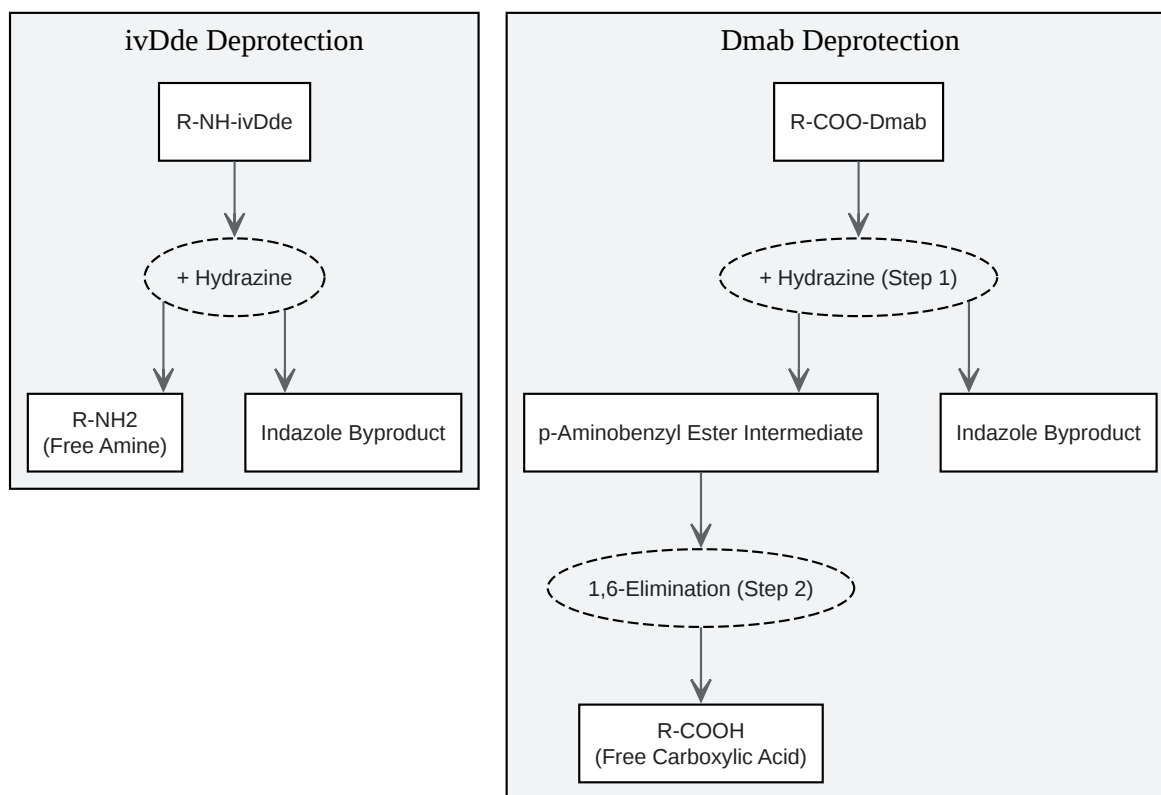 ivDde Deprotection
R-NH-ivDde
+ Hydrazine
R-NH2
(Free Amine)
Indazole Byproduct
Dmab Deprotection
R-COO-Dmab
+ Hydrazine (Step 1)
p-Aminobenzyl Ester Intermediate
Indazole Byproduct
1,6-Elimination (Step 2)
R-COOH
(Free Carboxylic Acid)